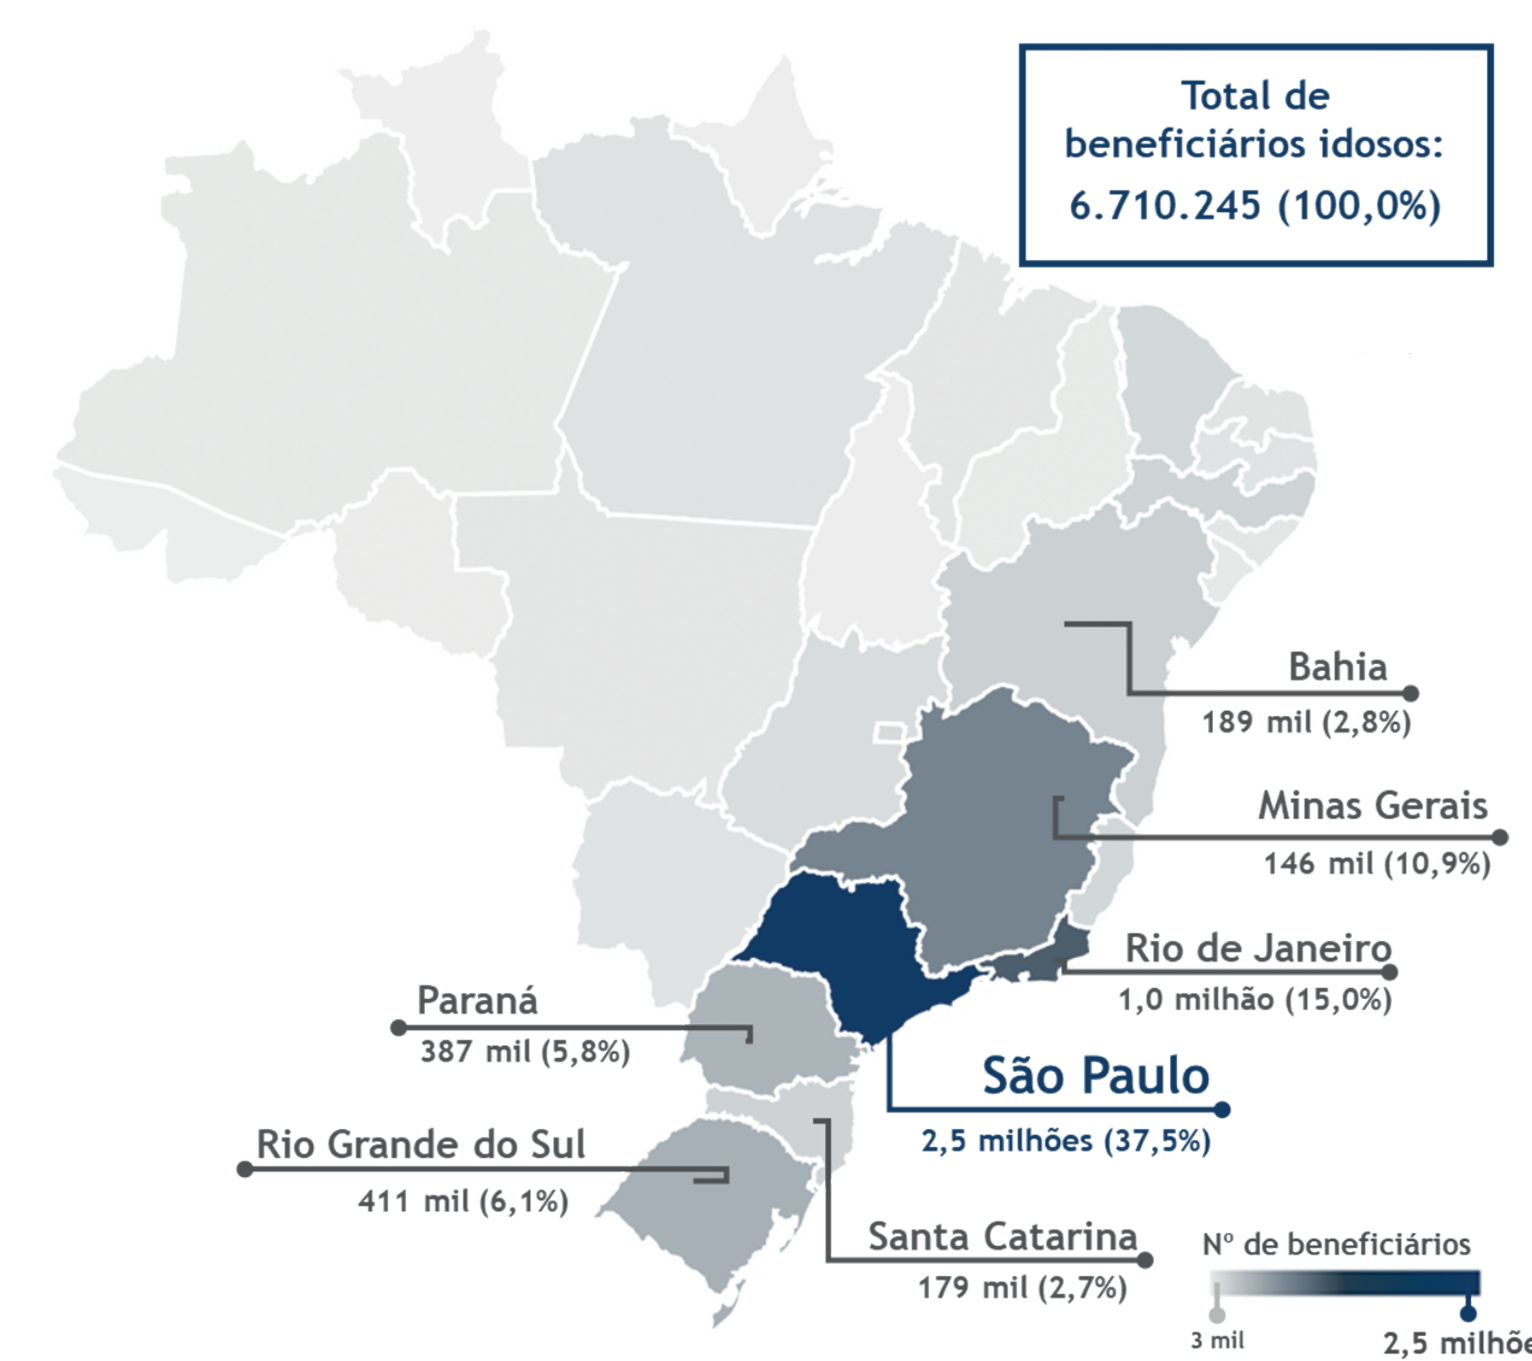 Total de
beneficiários idosos:
6.710.245 (100,0%)
Bahia
189 mil (2,8%)
Minas Gerais
146 mil (10,9%)
Rio de Janeiro
1,0 milhão (15,0%)
Paraná
387 mil (5,8%)
São Paulo
2,5 milhões (37,5%)
Rio Grande do Sul
411 mil (6,1%)
Santa Catarina
179 mil (2,7%)
Nº de beneficiários
3 mil
2,5 milhõe